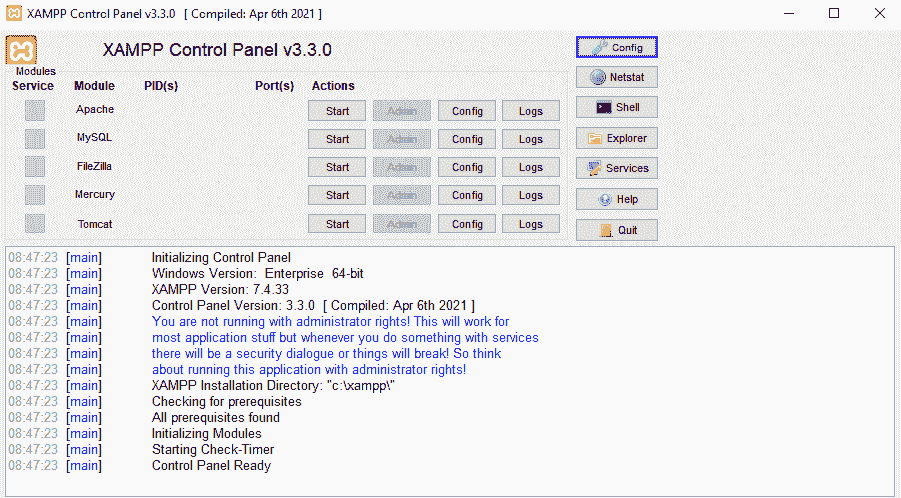 XAMPP Control Panel v3.3.0 [ Compiled: Apr 6th 2021 ]
XAMPP Control Panel v3.3.0
Config
Modules
Service Module PID(s) Port(s) Actions
Netstat
Apache Start Admin Config Logs
Shell
MySQL Start Admin Config Logs
Explorer
FileZilla Start Admin Config Logs
Services
Mercury Start Admin Config Logs
Help
Tomcat Start Admin Config Logs
Quit
08:47:23 [main] Initializing Control Panel
08:47:23 [main] Windows Version: Enterprise 64-bit
08:47:23 [main] XAMPP Version: 7.4.33
08:47:23 [main] Control Panel Version: 3.3.0 [ Compiled: Apr 6th 2021 ]
08:47:23 [main] You are not running with administrator rights! This will work for
08:47:23 [main] most application stuff but whenever you do something with services
08:47:23 [main] there will be a security dialogue or things will break! So think
08:47:23 [main] about running this application with administrator rights!
08:47:23 [main] XAMPP Installation Directory: "c:\xampp\"
08:47:23 [main] Checking for prerequisites
08:47:23 [main] All prerequisites found
08:47:23 [main] Initializing Modules
08:47:23 [main] Starting Check-Timer
08:47:23 [main] Control Panel Ready